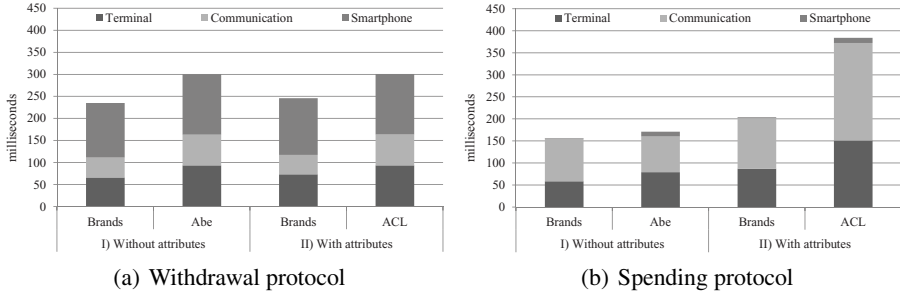 450
400
350
300
250
200
150
100
50
0
milliseconds
Terminal Communication Smartphone
Brands Abe Brands ACL
I) Without attributes II) With attributes
(a) Withdrawal protocol
450
400
350
300
250
200
150
100
50
0
milliseconds
Terminal Communication Smartphone
Brands Abe Brands ACL
I) Without attributes II) With attributes
(b) Spending protocol